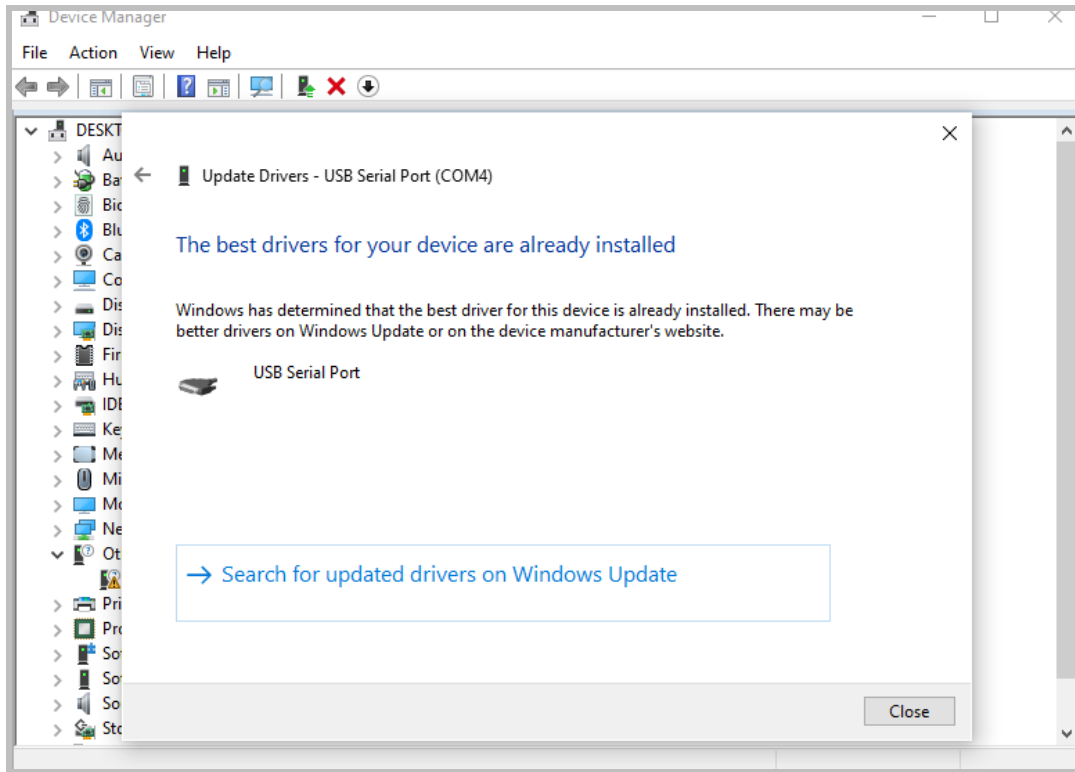 Device Manager
File Action View Help
DESKT
Au
Update Drivers - USB Serial Port (COM4)
Ba
Bio
Blu
The best drivers for your device are already installed
Ca
Co
Dis
Windows has determined that the best driver for this device is already installed. There may be
Dis
better drivers on Windows Update or on the device manufacturer's website.
Fir
USB Serial Port
Hu
IDE
Key
Me
Mi
Mo
Ne
Ot
Search for updated drivers on Windows Update
Pri
Pro
So
So
So
Close
Sto